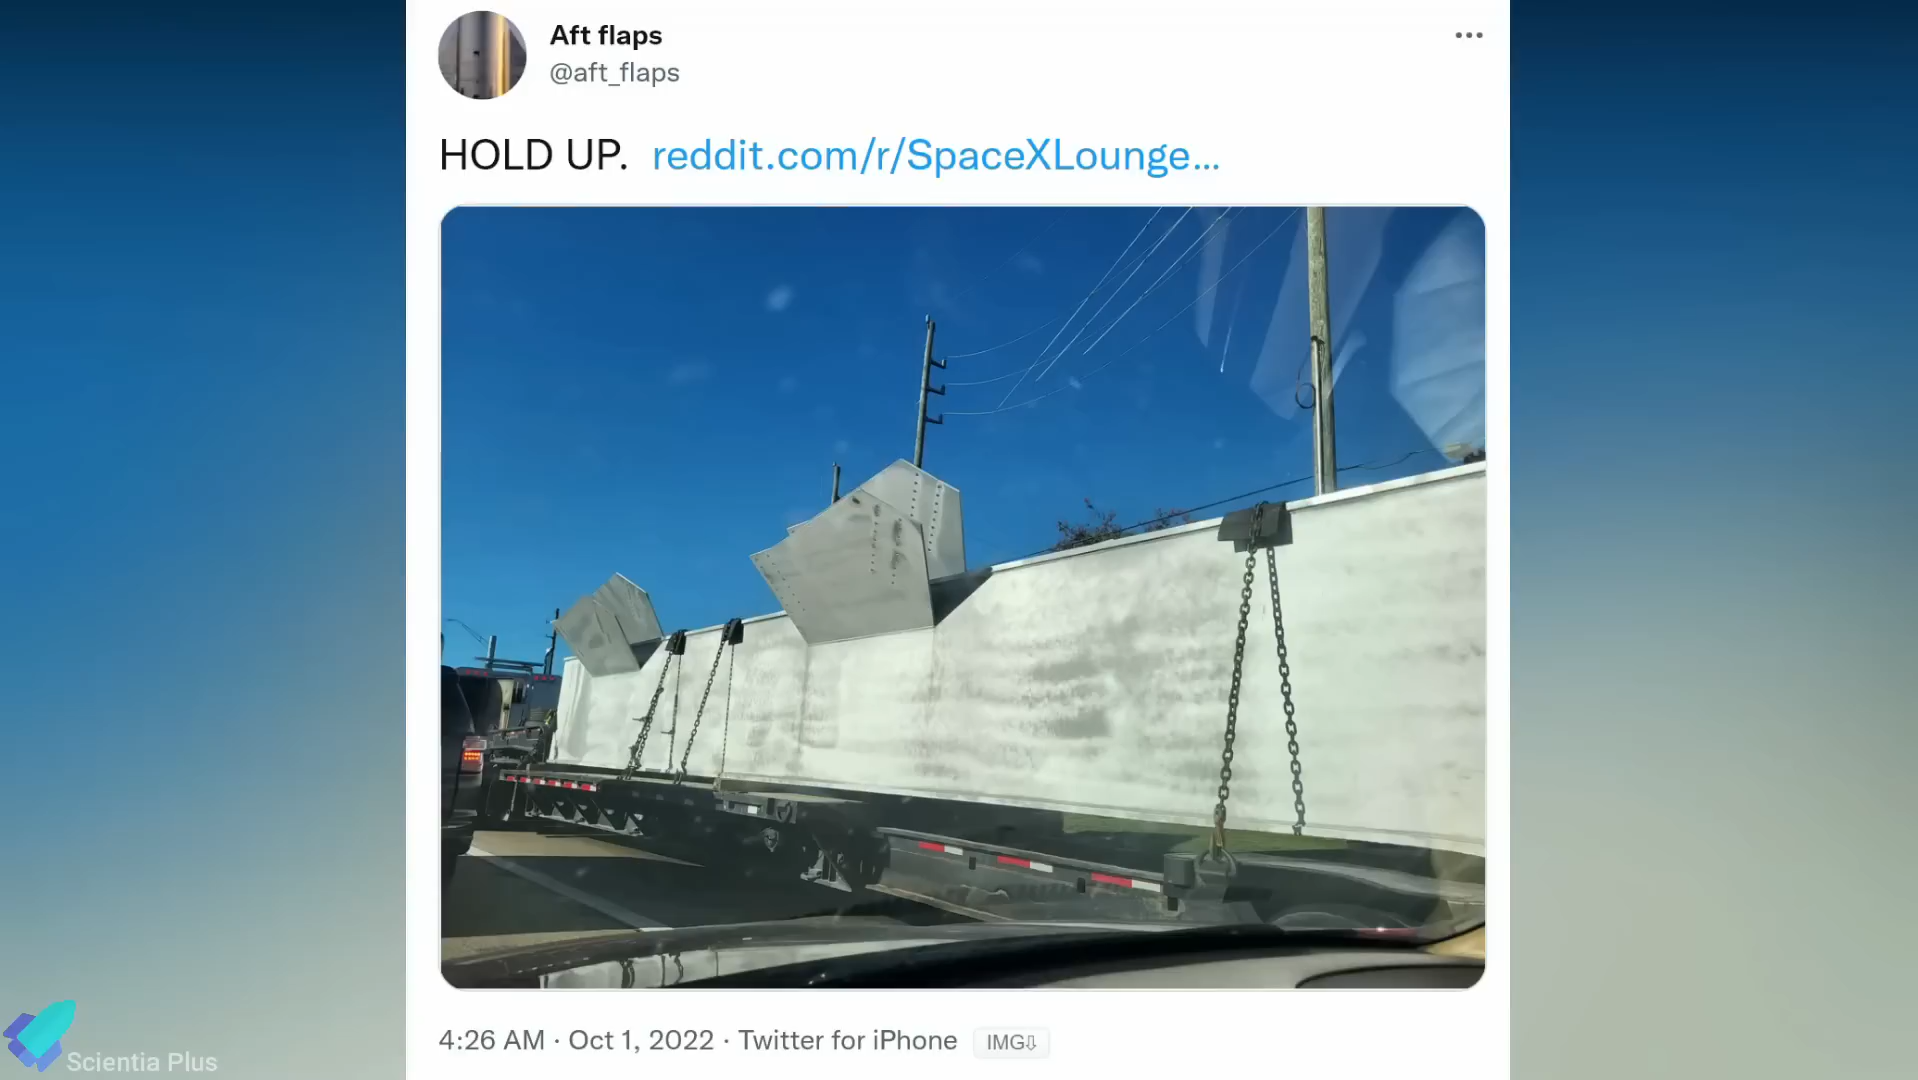 Aft flaps
@aft_flaps
HOLD UP. reddit.com/r/SpaceXLounge...
4:26 AM · Oct 1, 2022 · Twitter for iPhone IMG⇩
Scientia Plus